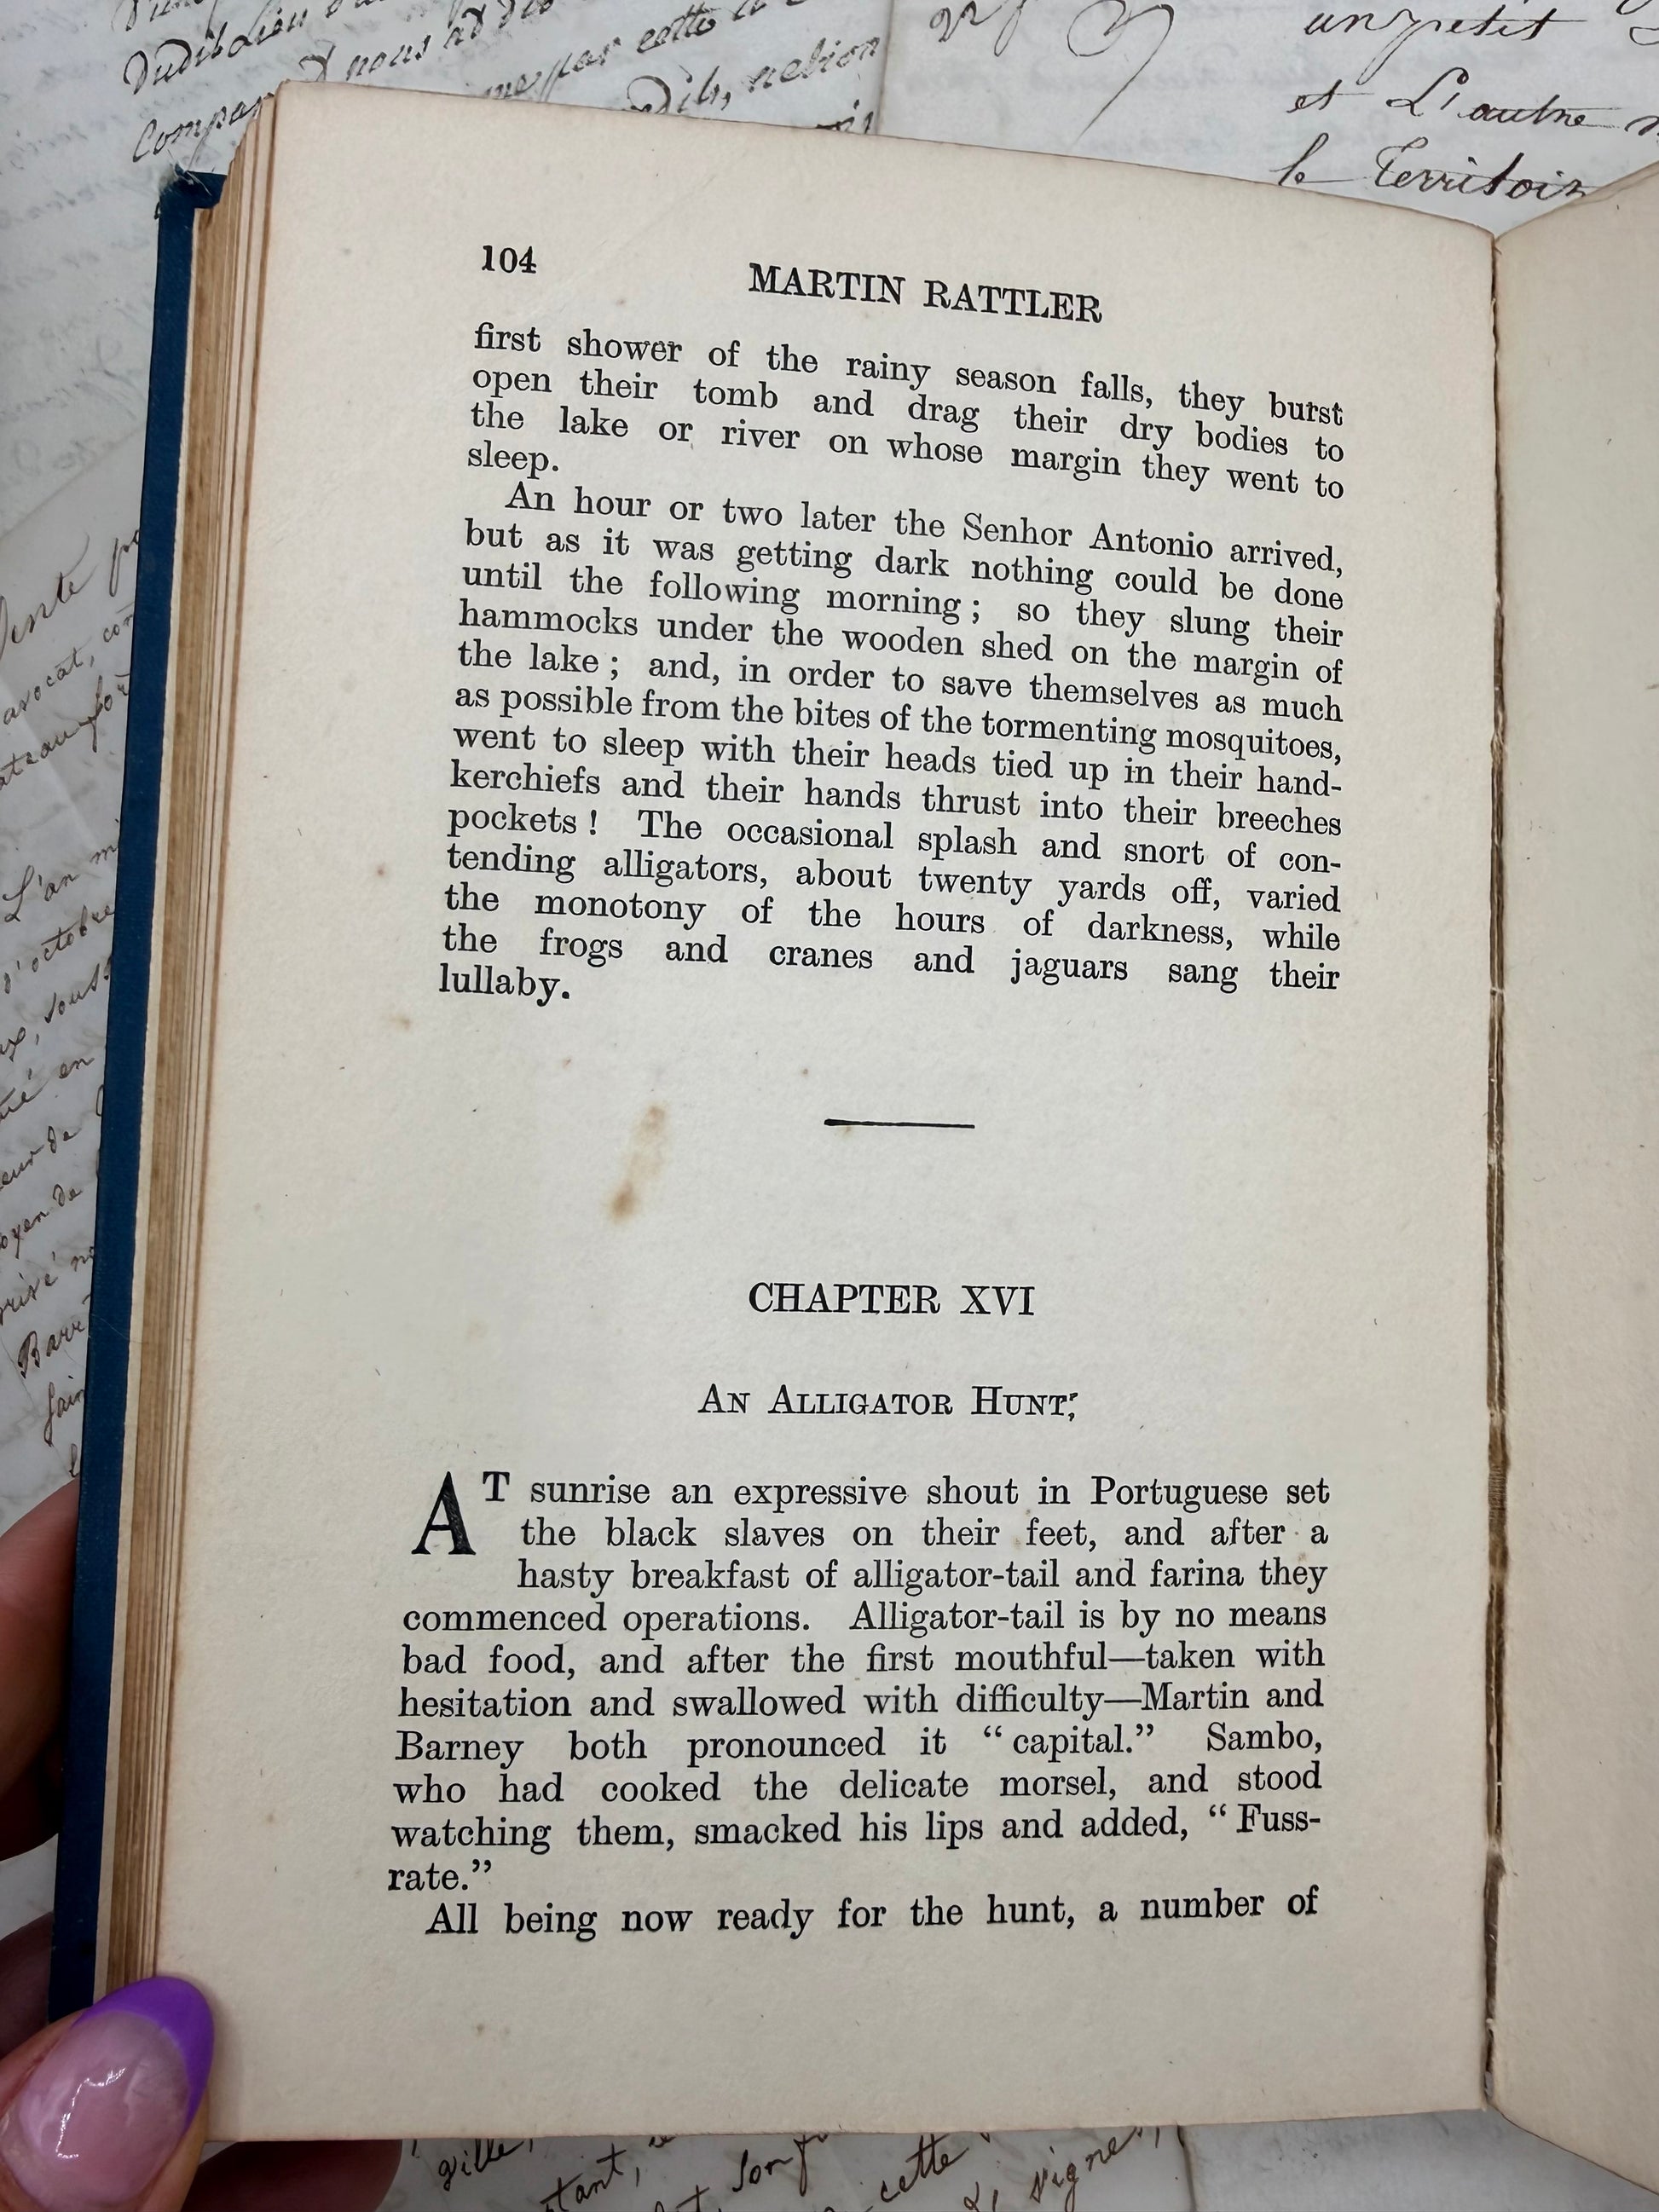 Dudit Lieu
nous
par cette
un petit
et L'autre
le Territoir
104
MARTIN RATTLER
first shower of the rainy season falls, they burst
open their tomb and drag their dry bodies to
the lake or river on whose margin they went to
sleep.
An hour or two later the Senhor Antonio arrived,
but as it was getting dark nothing could be done
until the following morning ; so they slung their
hammocks under the wooden shed on the margin of
the lake ; and, in order to save themselves as much
as possible from the bites of the tormenting mosquitoes,
went to sleep with their heads tied up in their hand-
kerchiefs and their hands thrust into their breeches
pockets ! The occasional splash and snort of con-
tending alligators, about twenty yards off, varied
the monotony of the hours of darkness, while
the frogs and cranes and jaguars sang their
lullaby.
CHAPTER XVI
An Alligator Hunt
AT sunrise an expressive shout in Portuguese set
the black slaves on their feet, and after a
hasty breakfast of alligator-tail and farina they
commenced operations. Alligator-tail is by no means
bad food, and after the first mouthful—taken with
hesitation and swallowed with difficulty—Martin and
Barney both pronounced it “ capital.” Sambo,
who had cooked the delicate morsel, and stood
watching them, smacked his lips and added, “ Fuss-
rate.”
All being now ready for the hunt, a number of
avocat,
L'an
d'octobre
en
ville,
cette